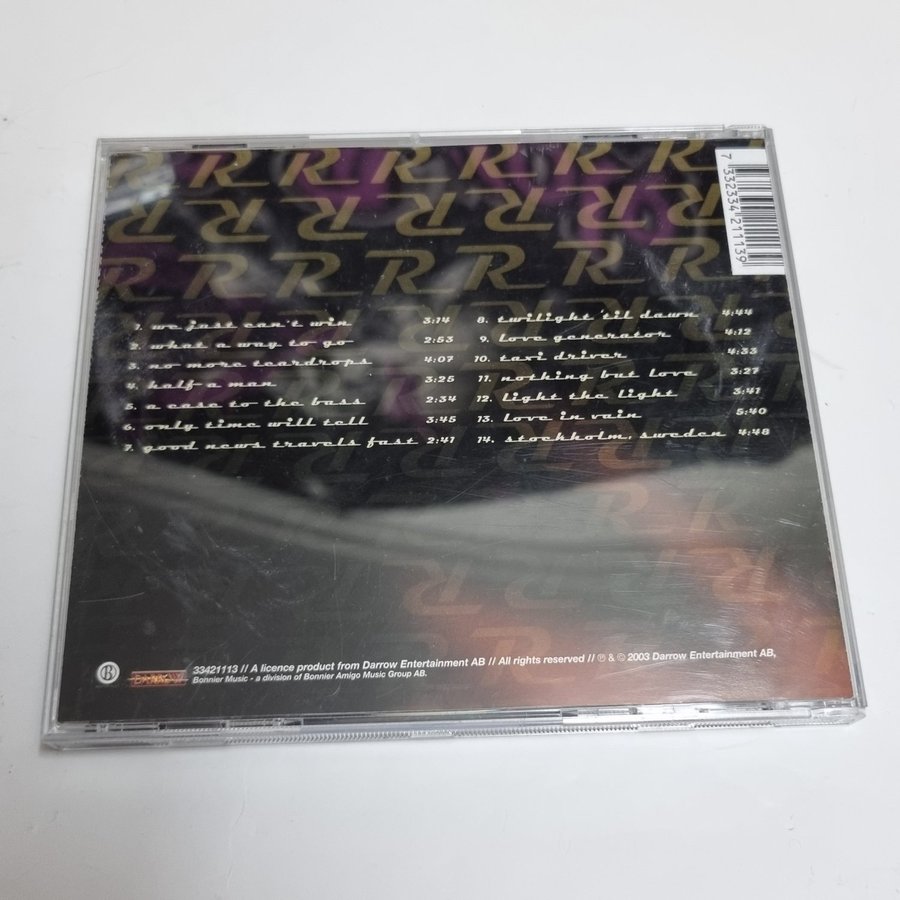 7 332334 211139
1. we just can't win 3:14
2. what a way to go 2:53
3. no more teardrops 4:07
4. half a man 3:25
5. a case to the bass 2:34
6. only time will tell 3:45
7. good news travels fast 2:41
8. twilight 'til dawn 4:44
9. love generator 4:12
10. taxi driver 4:33
11. nothing but love 3:27
12. light the light 3:41
13. love in vain 5:40
14. stockholm, sweden 4:48
33421113 // A licence product from Darrow Entertainment AB // All rights reserved // ℗ & © 2003 Darrow Entertainment AB,
Bonnier Music - a division of Bonnier Amigo Music Group AB.